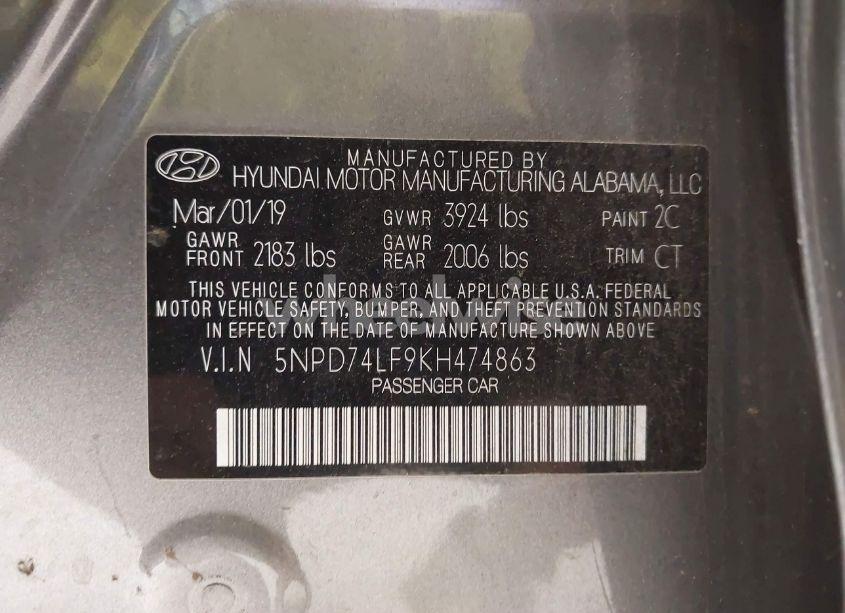 MANUFACTURED BY
HYUNDAI MOTOR MANUFACTURING ALABAMA, LLC
Mar/01/19 GVWR 3924 lbs PAINT 2C
GAWR FRONT 2183 lbs GAWR REAR 2006 lbs TRIM CT
THIS VEHICLE CONFORMS TO ALL APPLICABLE U.S.A. FEDERAL
MOTOR VEHICLE SAFETY, BUMPER, AND THEFT PREVENTION STANDARDS
IN EFFECT ON THE DATE OF MANUFACTURE SHOWN ABOVE
V.I.N 5NPD74LF9KH474863
PASSENGER CAR